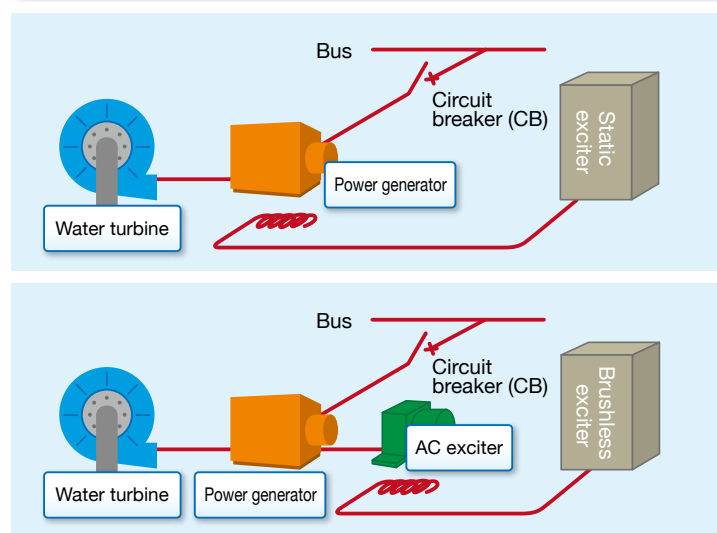 Bus
Circuit
breaker (CB)
Static
exciter
Power generator
Water turbine
Bus
Circuit
breaker (CB)
Brushless
exciter
AC exciter
Water turbine
Power generator